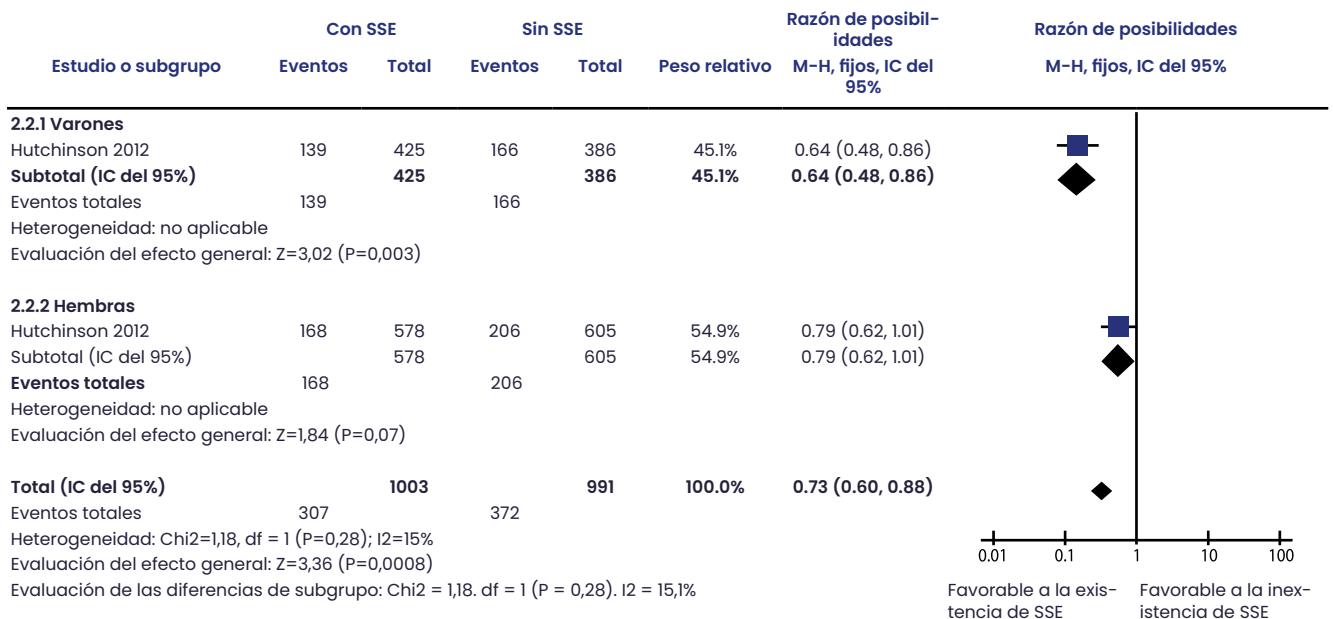 Con SSE Sin SSE Razón de posibil-
idades Razón de posibilidades
Estudio o subgrupo Eventos Total Eventos Total Peso relativo M-H, fijos, IC del
95% M-H, fijos, IC del 95%
2.2.1 Varones
Hutchinson 2012 139 425 166 386 45.1% 0.64 (0.48, 0.86)
Subtotal (IC del 95%) 425 386 45.1% 0.64 (0.48, 0.86)
Eventos totales 139 166
Heterogeneidad: no aplicable
Evaluación del efecto general: Z=3,02 (P=0,003)
2.2.2 Hembras
Hutchinson 2012 168 578 206 605 54.9% 0.79 (0.62, 1.01)
Subtotal (IC del 95%) 578 605 54.9% 0.79 (0.62, 1.01)
Eventos totales 168 206
Heterogeneidad: no aplicable
Evaluación del efecto general: Z=1,84 (P=0,07)
Total (IC del 95%) 1003 991 100.0% 0.73 (0.60, 0.88)
Eventos totales 307 372
Heterogeneidad: Chi2=1,18, df = 1 (P=0,28); I2=15%
Evaluación del efecto general: Z=3,36 (P=0,0008)
Evaluación de las diferencias de subgrupo: Chi2 = 1,18. df = 1 (P = 0,28). I2 = 15,1%
0.01 0.1 1 10 100
Favorable a la exis-
tencia de SSE
Favorable a la inex-
istencia de SSE